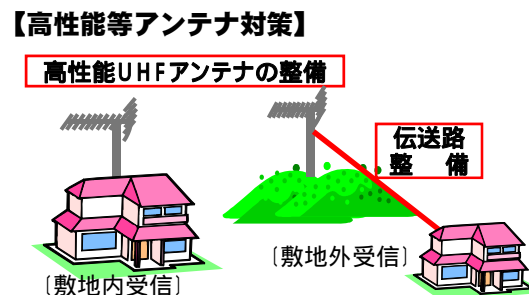 【高性能等アンテナ対策】
高性能UHFアンテナの整備
伝送路
整　備
〔敷地外受信〕
〔敷地内受信〕